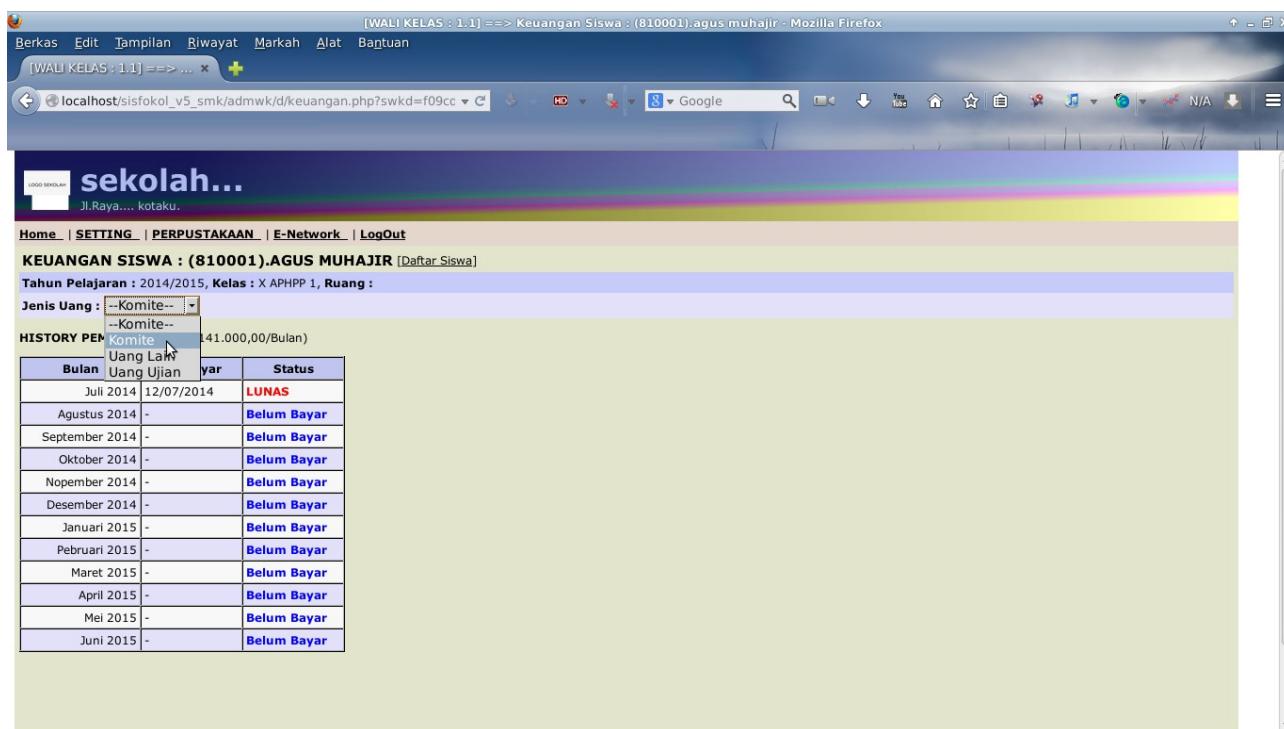 [WALI KELAS : 1.1] ==> Keuangan Siswa : (810001).agus muhajir - Mozilla Firefox
Berkas Edit Tampilan Riwayat Markah Alat Bantuan
[WALI KELAS : 1.1] ==> ...
localhost/sisfokol_v5_smk/admwk/d/keuangan.php?swkd=f09cc
HD
8 Google
You Tube
N/A
LOGO SEKOLAH
sekolah...
Jl.Raya.... kotaku.
Home | SETTING | PERPUSTAKAAN | E-Network | LogOut
KEUANGAN SISWA : (810001).AGUS MUHAJIR [Daftar Siswa]
Tahun Pelajaran : 2014/2015, Kelas : X APHPP 1, Ruang :
Jenis Uang : --Komite--
--Komite--
Komite
Uang Lain
Uang Ujian
HISTORY PEM 141.000,00/Bulan)
Bulan yar Status
Juli 2014 12/07/2014 LUNAS
Agustus 2014 - Belum Bayar
September 2014 - Belum Bayar
Oktober 2014 - Belum Bayar
Nopember 2014 - Belum Bayar
Desember 2014 - Belum Bayar
Januari 2015 - Belum Bayar
Pebruari 2015 - Belum Bayar
Maret 2015 - Belum Bayar
April 2015 - Belum Bayar
Mei 2015 - Belum Bayar
Juni 2015 - Belum Bayar